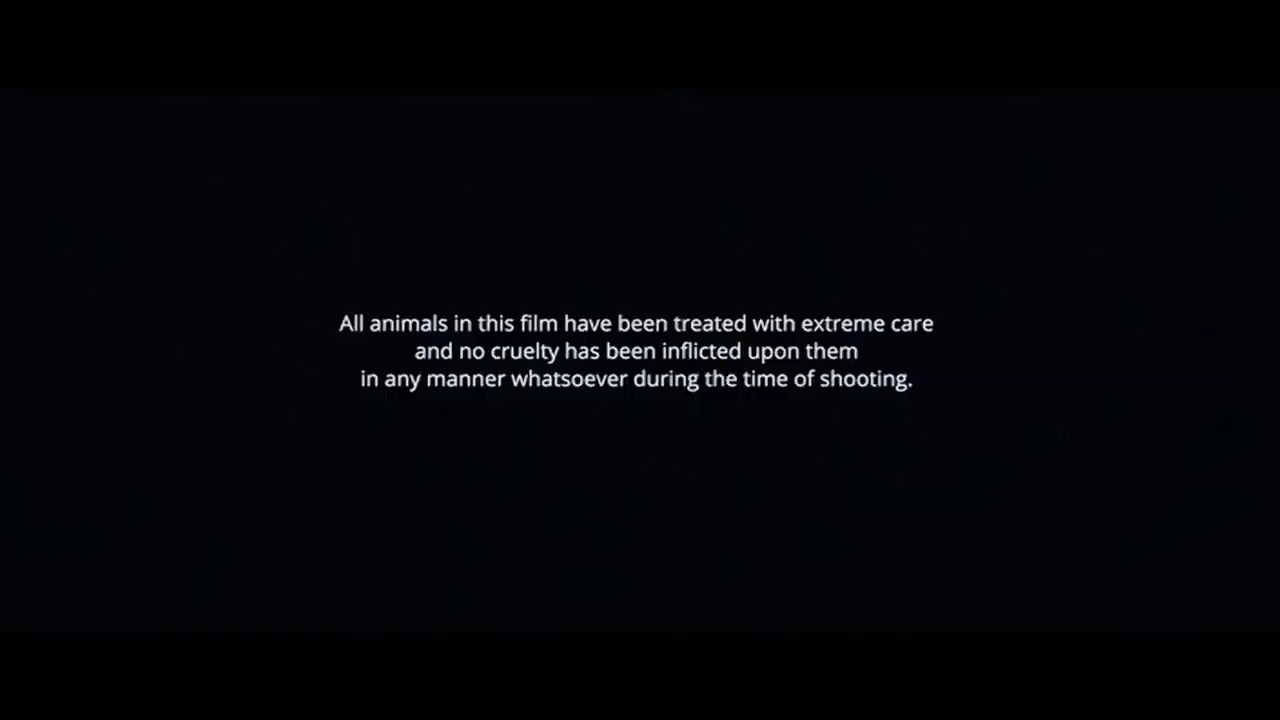 All animals in this film have been treated with extreme care
and no cruelty has been inflicted upon them
in any manner whatsoever during the time of shooting.